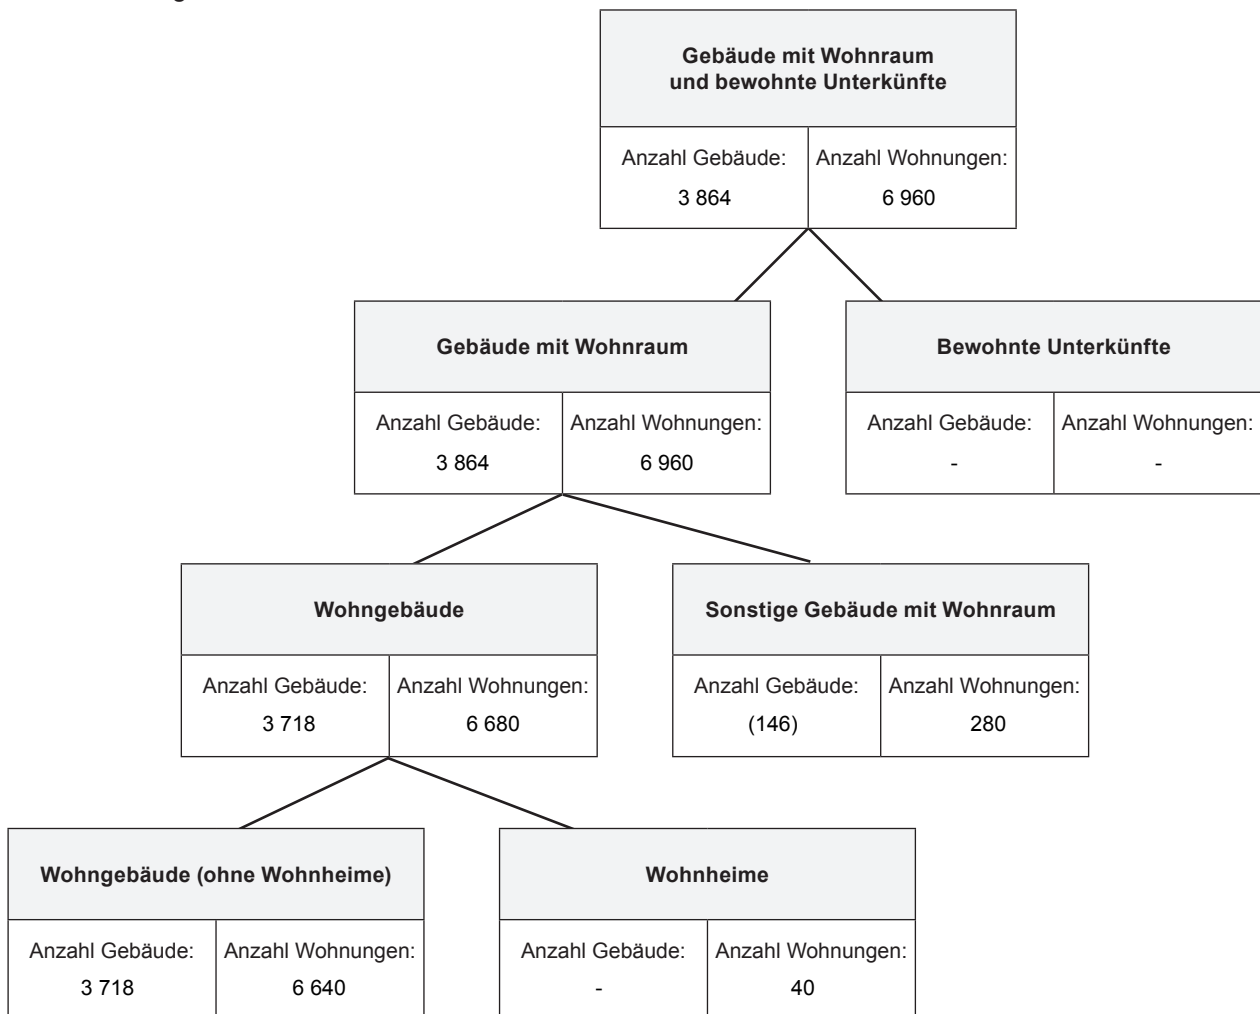 Gebäude mit Wohnraum
und bewohnte Unterkünfte
Anzahl Gebäude: Anzahl Wohnungen:
3 864 6 960
Gebäude mit Wohnraum Bewohnte Unterkünfte
Anzahl Gebäude: Anzahl Wohnungen: Anzahl Gebäude: Anzahl Wohnungen:
3 864 6 960 - -
Wohngebäude Sonstige Gebäude mit Wohnraum
Anzahl Gebäude: Anzahl Wohnungen: Anzahl Gebäude: Anzahl Wohnungen:
3 718 6 680 (146) 280
Wohngebäude (ohne Wohnheime) Wohnheime
Anzahl Gebäude: Anzahl Wohnungen: Anzahl Gebäude: Anzahl Wohnungen:
3 718 6 640 - 40